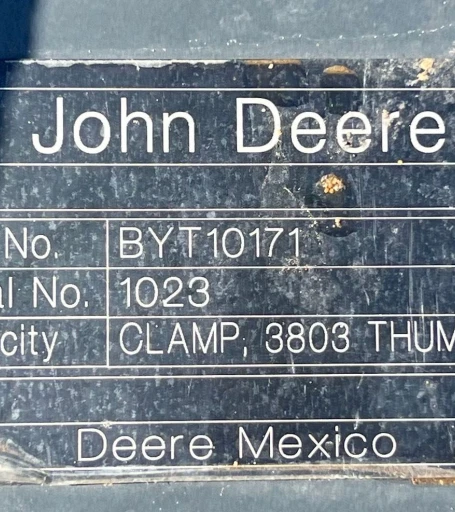 John Deere
No. BYT10171
al No. 1023
city CLAMP, 3803 THUM
Deere Mexico